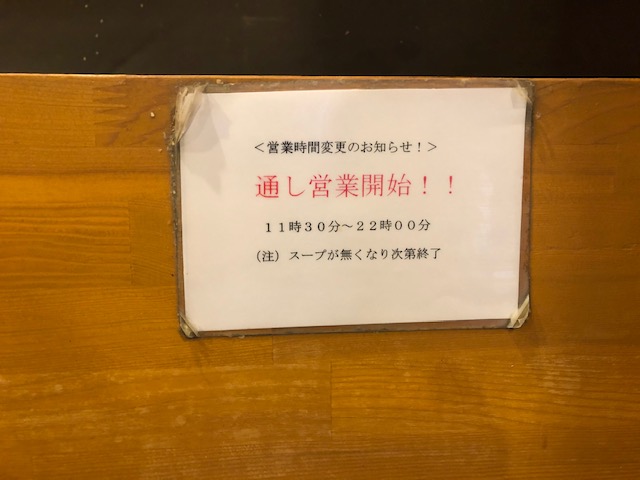 ＜営業時間変更のお知らせ！＞
通し営業開始！！
１１時３０分～２２時００分
（注）スープが無くなり次第終了